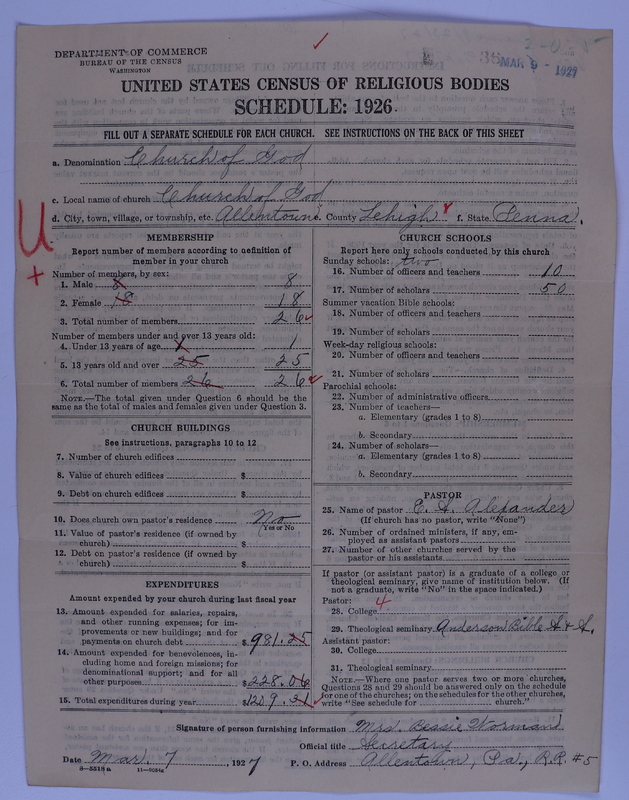 DEPARTMENT OF COMMERCE
BUREAU OF THE CENSUS
WASHINGTON
MAR 9 - 1927
UNITED STATES CENSUS OF RELIGIOUS BODIES
SCHEDULE: 1926.
FILL OUT A SEPARATE SCHEDULE FOR EACH CHURCH. SEE INSTRUCTIONS ON THE BACK OF THIS SHEET
a. Denomination Church of God
c. Local name of church Church of God
d. City, town, village, or township, etc. Allentown e. County Lehigh f. State Penna.
U
+
MEMBERSHIP
Report number of members according to definition of
member in your church
Number of members, by sex:
1. Male 8 8
2. Female 18 18
3. Total number of members 26
Number of members under and over 13 years old:
4. Under 13 years of age 1 1
5. 13 years old and over 25 25
6. Total number of members 26 26
NOTE.—The total given under Question 6 should be the
same as the total of males and females given under Question 3.
CHURCH BUILDINGS
See instructions, paragraphs 10 to 12
7. Number of church edifices
8. Value of church edifices $
9. Debt on church edifices $
10. Does church own pastor's residence No
Yes or No
11. Value of pastor's residence (if owned by
church) $
12. Debt on pastor's residence (if owned by
church) $
EXPENDITURES
Amount expended by your church during last fiscal year
13. Amount expended for salaries, repairs,
and other running expenses; for im-
provements or new buildings; and for
payments on church debt $981.25
14. Amount expended for benevolences, in-
cluding home and foreign missions; for
denominational support; and for all
other purposes $228.06
15. Total expenditures during year $1209.31
CHURCH SCHOOLS
Report here only schools conducted by this church
Sunday schools: two
16. Number of officers and teachers 10
17. Number of scholars 50
Summer vacation Bible schools:
18. Number of officers and teachers
19. Number of scholars
Week-day religious schools:
20. Number of officers and teachers
21. Number of scholars
Parochial schools:
22. Number of administrative officers
23. Number of teachers—
a. Elementary (grades 1 to 8)
b. Secondary
24. Number of scholars—
a. Elementary (grades 1 to 8)
b. Secondary
PASTOR
25. Name of pastor C. A. Alexander
(If church has no pastor, write "None")
26. Number of ordained ministers, if any, em-
ployed as assistant pastors
27. Number of other churches served by the
pastor or his assistants
If pastor (or assistant pastor) is a graduate of a college or
theological seminary, give name of institution below. (If
not a graduate, write "No" in the space indicated.)
Pastor: 4
28. College
29. Theological seminary Anderson Bible S. & S.
Assistant pastor:
30. College
31. Theological seminary
NOTE.—Where one pastor serves two or more churches,
Questions 28 and 29 should be answered only on the schedule
for one of the churches; on the schedules for the other churches,
write "See schedule for church."
Signature of person furnishing information Mrs. Bessie Worman
Official title Secretary
Date Mar. 7, 1927 P. O. Address Allentown, Pa., R.R. #5
8—5518a 11—9034a